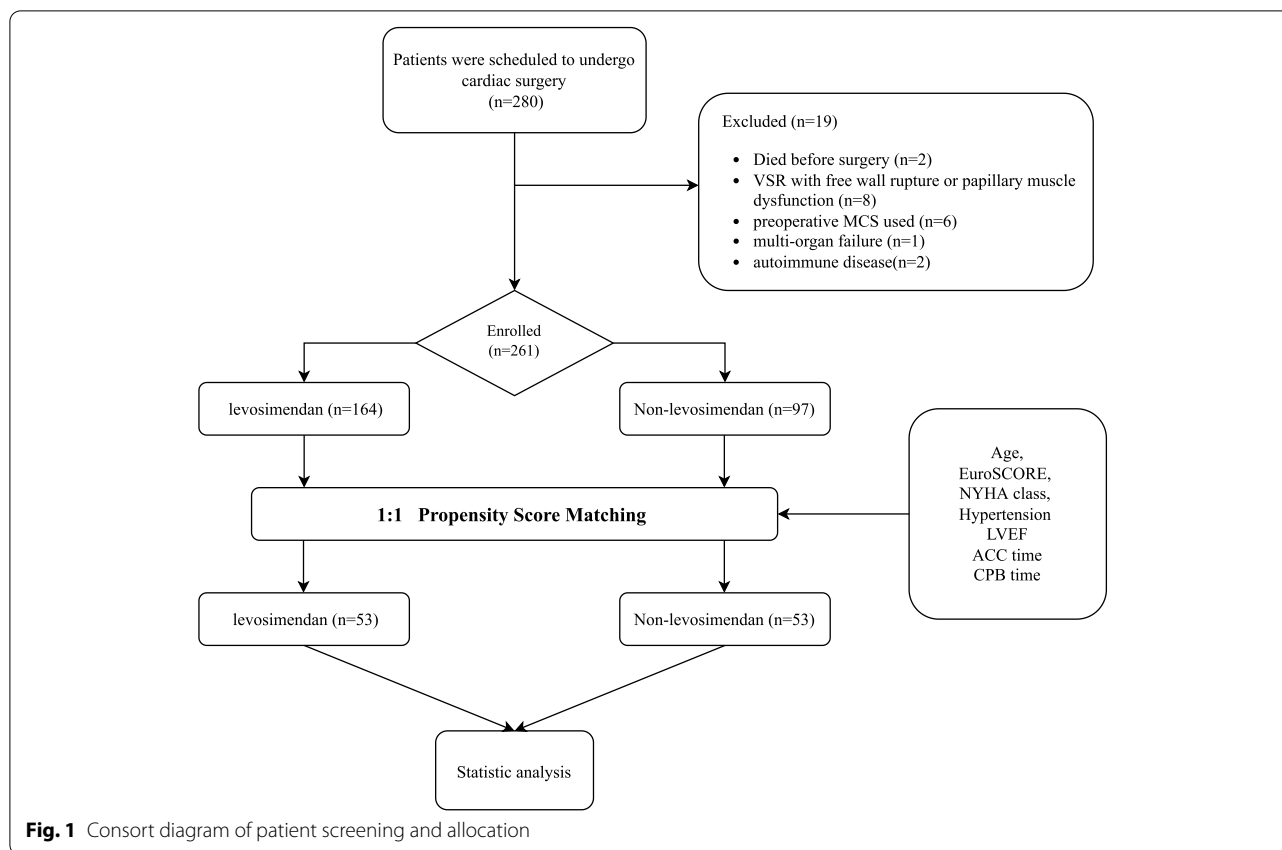 Patients were scheduled to undergo
cardiac surgery
(n=280)
Excluded (n=19)
• Died before surgery (n=2)
• VSR with free wall rupture or papillary muscle
dysfunction (n=8)
• preoperative MCS used (n=6)
• multi-organ failure (n=1)
• autoimmune disease(n=2)
Enrolled
(n=261)
levosimendan (n=164)
Non-levosimendan (n=97)
Age,
EuroSCORE,
NYHA class,
Hypertension
LVEF
ACC time
CPB time
1:1 Propensity Score Matching
levosimendan (n=53)
Non-levosimendan (n=53)
Statistic analysis
Fig. 1 Consort diagram of patient screening and allocation